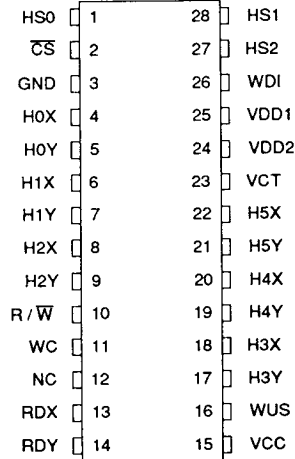 HS0 1 28 HS1
C̅S̅ 2 27 HS2
GND 3 26 WDI
H0X 4 25 VDD1
H0Y 5 24 VDD2
H1X 6 23 VCT
H1Y 7 22 H5X
H2X 8 21 H5Y
H2Y 9 20 H4X
R/W̅ 10 19 H4Y
WC 11 18 H3X
NC 12 17 H3Y
RDX 13 16 WUS
RDY 14 15 VCC